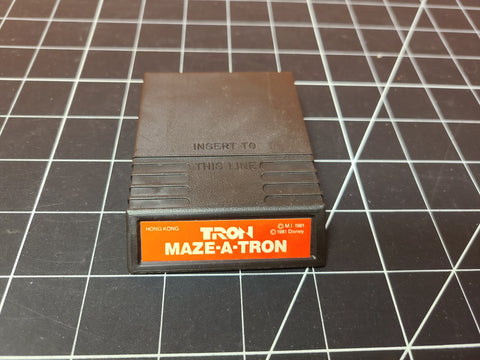 INSERT TO
THIS LINE
HONG KONG
TRON
MAZE-A-TRON
© M.I. 1981
© 1981 Disney